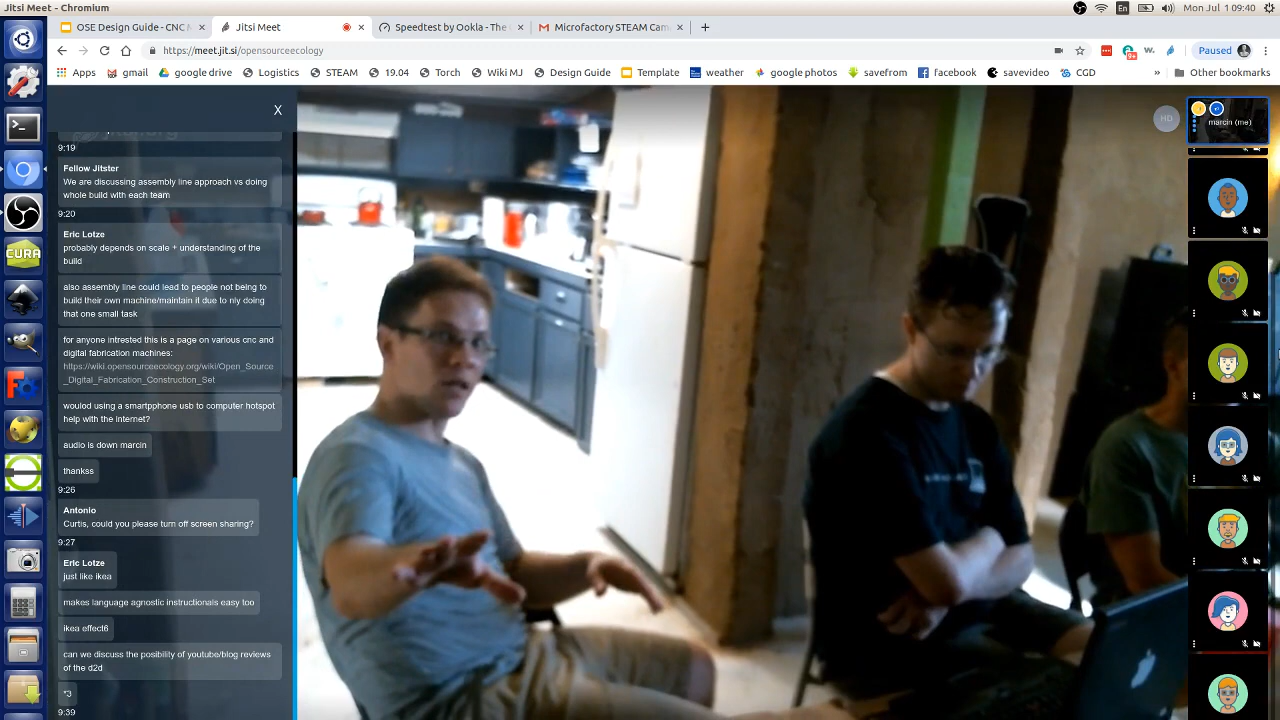 Jitsi Meet - Chromium
En
Mon Jul 1 09:40
OSE Design Guide - CNC M
Jitsi Meet
Speedtest by Ookla - The
Microfactory STEAM Cam
https://meet.jit.si/opensourceecology
9+
W.
Paused
Apps
gmail
google drive
Logistics
STEAM
19.04
Torch
Wiki MJ
Design Guide
Template
weather
google photos
savefrom
facebook
savevideo
CGD
»
Other bookmarks
X
HD
marcin (me)
CURA
9:19
Fellow Jitster
We are discussing assembly line approach vs doing
whole build with each team
9:20
Eric Lotze
probably depends on scale + understanding of the
build
also assembly line could lead to people not being to
build their own machine/maintain it due to nly doing
that one small task
for anyone intrested this is a page on various cnc and
digital fabrication machines:
https://wiki.opensourceecology.org/wiki/Open_Source
_Digital_Fabrication_Construction_Set
woulod using a smartpphone usb to computer hotspot
help with the internet?
audio is down marcin
thankss
9:26
Antonio
Curtis, could you please turn off screen sharing?
9:27
Eric Lotze
just like ikea
makes language agnostic instructionals easy too
ikea effect6
can we discuss the posibility of youtube/blog reviews
of the d2d
*3
9:39